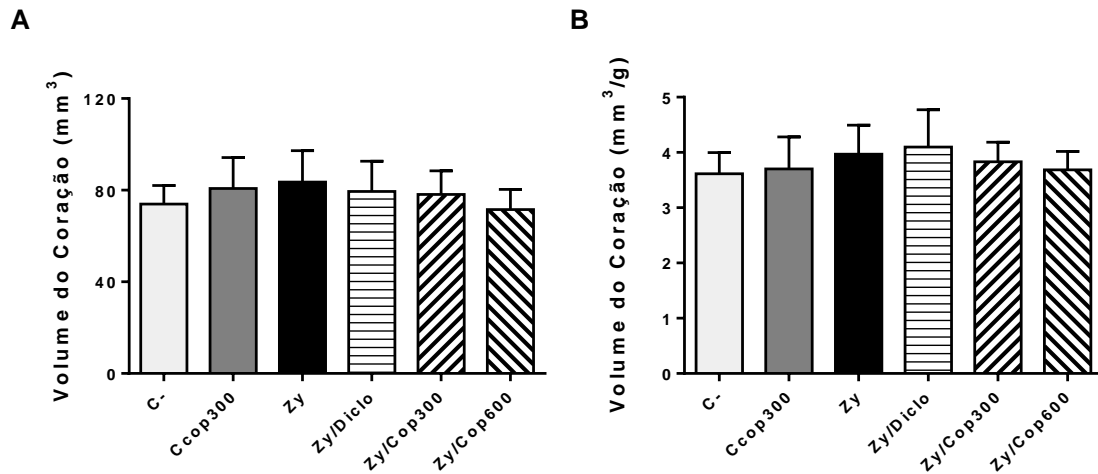 A
Volume do Coração (mm³)
120
80
40
0
C-
Ccop300
Zy
Zy/Diclo
Zy/Cop300
Zy/Cop600
B
Volume do Coração (mm³/g)
5
4
3
2
1
0
C-
Ccop300
Zy
Zy/Diclo
Zy/Cop300
Zy/Cop600